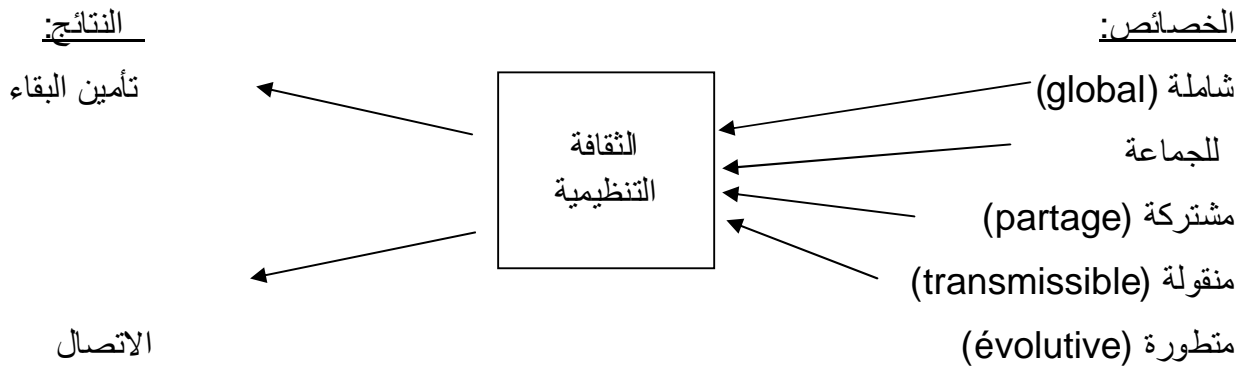 الخصائص:
شاملة (global)
للجماعة
مشتركة (partage)
منقولة (transmissible)
متطورة (évolutive)
الثقافة
التنظيمية
النتائج:
تأمين البقاء
الاتصال